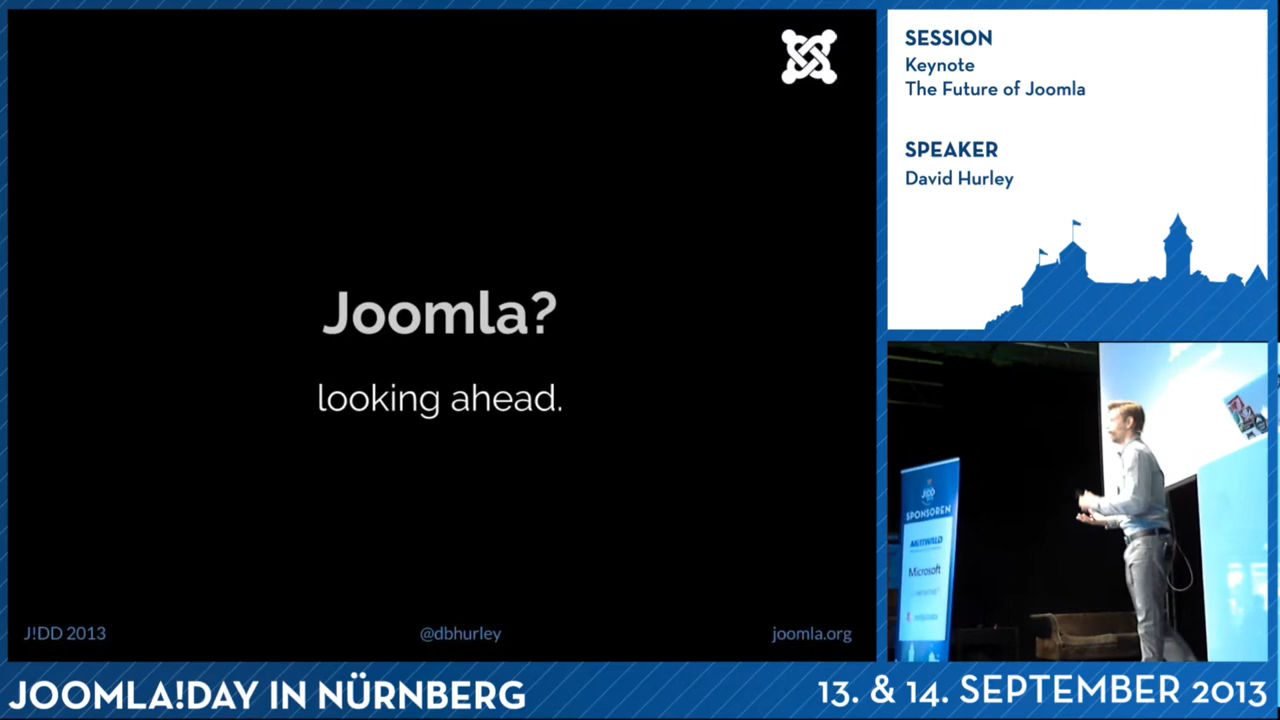 Joomla?
looking ahead.
J!DD 2013
@dbhurley
joomla.org
SESSION
Keynote
The Future of Joomla
SPEAKER
David Hurley
SPONSOREN
MITTWALD
Microsoft
JOOMLA!DAY IN NÜRNBERG
13. & 14. SEPTEMBER 2013